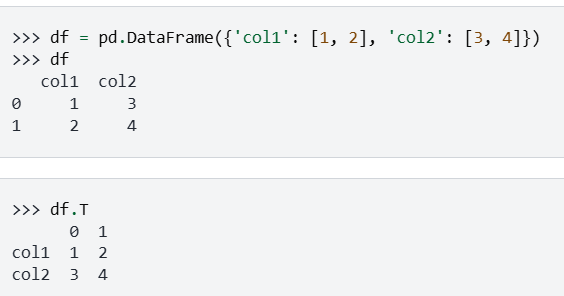 >>> df = pd.DataFrame({'col1': [1, 2], 'col2': [3, 4]})
>>> df
   col1  col2
0     1     3
1     2     4
>>> df.T
      0  1
col1  1  2
col2  3  4